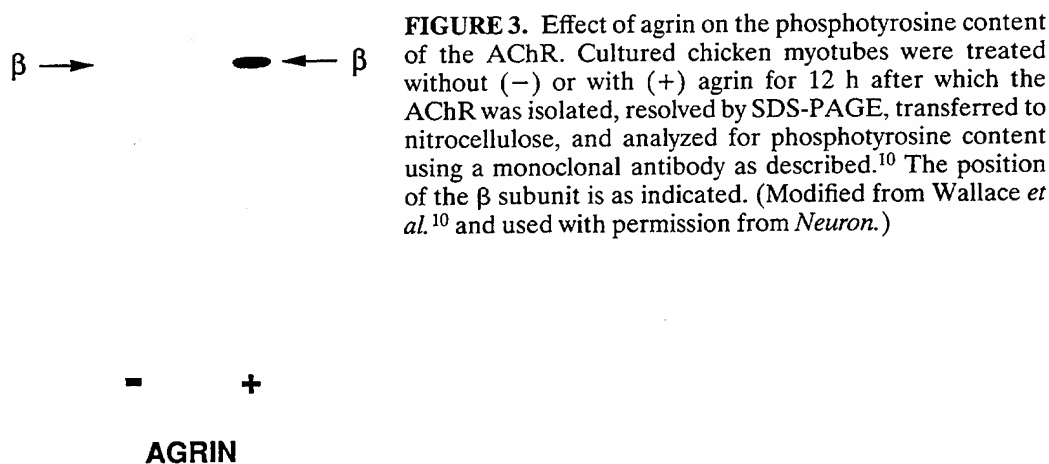 β → ← β
- +
AGRIN
FIGURE 3. Effect of agrin on the phosphotyrosine content
of the AChR. Cultured chicken myotubes were treated
without (−) or with (+) agrin for 12 h after which the
AChR was isolated, resolved by SDS-PAGE, transferred to
nitrocellulose, and analyzed for phosphotyrosine content
using a monoclonal antibody as described.¹⁰ The position
of the β subunit is as indicated. (Modified from Wallace et
al.¹⁰ and used with permission from Neuron.)